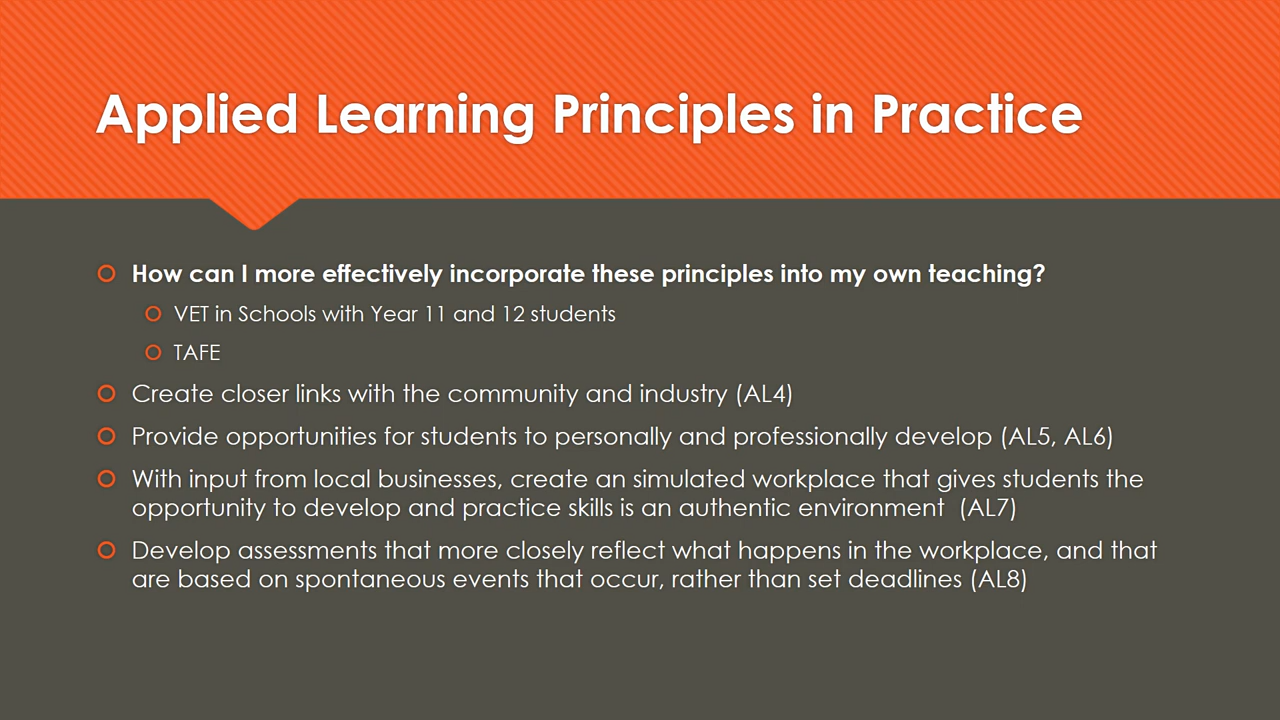 Applied Learning Principles in Practice
How can I more effectively incorporate these principles into my own teaching?
VET in Schools with Year 11 and 12 students
TAFE
Create closer links with the community and industry (AL4)
Provide opportunities for students to personally and professionally develop (AL5, AL6)
With input from local businesses, create an simulated workplace that gives students the
opportunity to develop and practice skills is an authentic environment  (AL7)
Develop assessments that more closely reflect what happens in the workplace, and that
are based on spontaneous events that occur, rather than set deadlines (AL8)